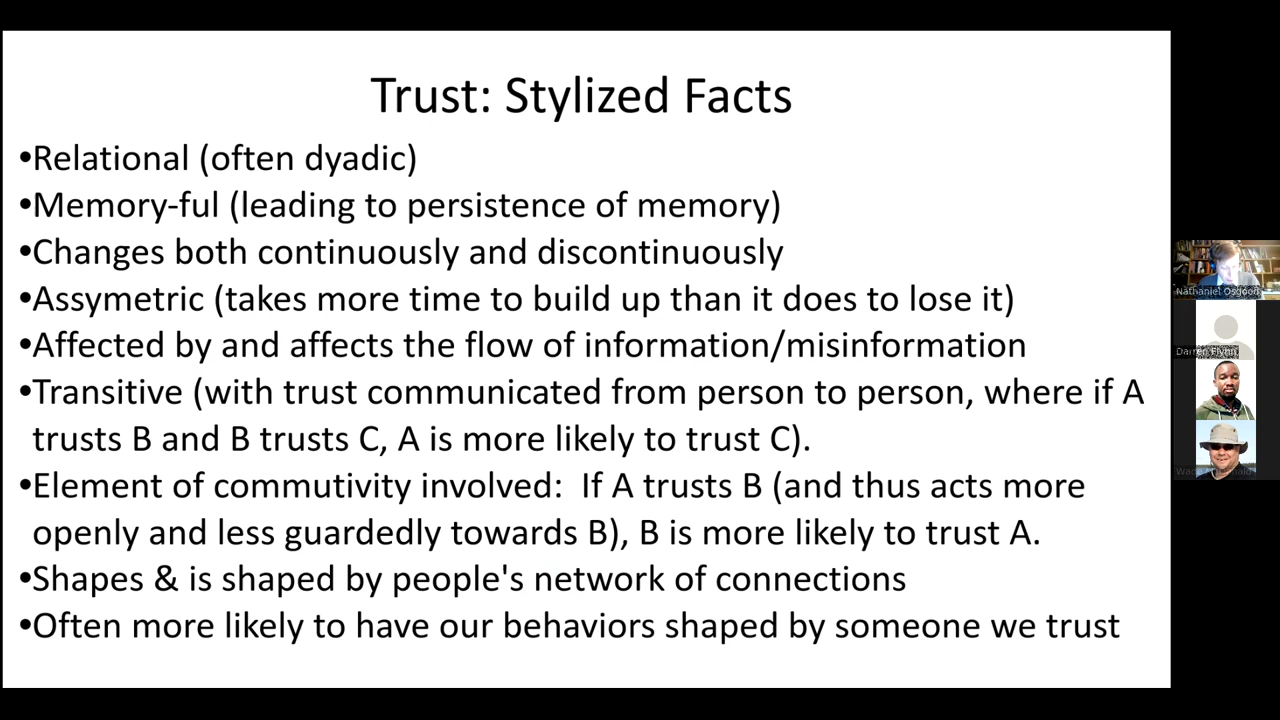 Trust: Stylized Facts
•Relational (often dyadic)
•Memory-ful (leading to persistence of memory)
•Changes both continuously and discontinuously
•Assymetric (takes more time to build up than it does to lose it)
•Affected by and affects the flow of information/misinformation
•Transitive (with trust communicated from person to person, where if A
trusts B and B trusts C, A is more likely to trust C).
•Element of commutivity involved:  If A trusts B (and thus acts more
openly and less guardedly towards B), B is more likely to trust A.
•Shapes & is shaped by people's network of connections
•Often more likely to have our behaviors shaped by someone we trust
Nathaniel Osgood
Darren Flynn